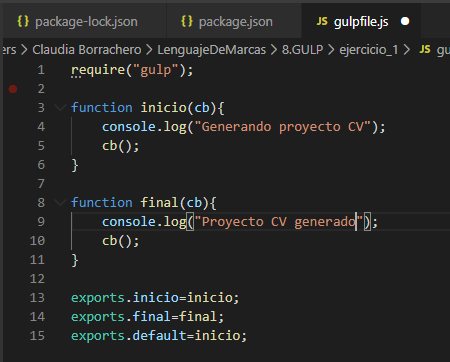 package-lock.json package.json gulpfile.js
ers > Claudia Borrachero > LenguajeDeMarcas > 8.GULP > ejercicio_1 > gu
1 require("gulp");
2
3 function inicio(cb){
4 console.log("Generando proyecto CV");
5 cb();
6 }
7
8 function final(cb){
9 console.log("Proyecto CV generado");
10 cb();
11 }
12
13 exports.inicio=inicio;
14 exports.final=final;
15 exports.default=inicio;